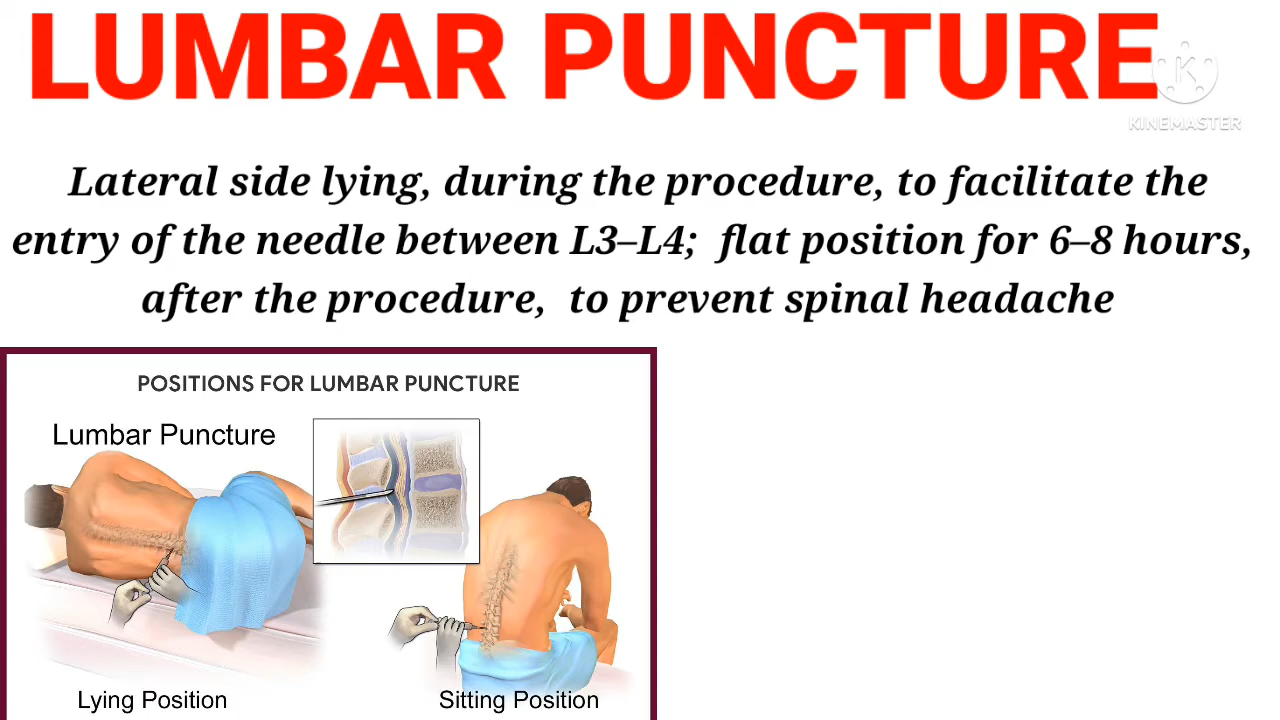 LUMBAR PUNCTURE
KINEMASTER
Lateral side lying, during the procedure, to facilitate the
entry of the needle between L3–L4; flat position for 6–8 hours,
after the procedure, to prevent spinal headache
POSITIONS FOR LUMBAR PUNCTURE
Lumbar Puncture
Lying Position
Sitting Position